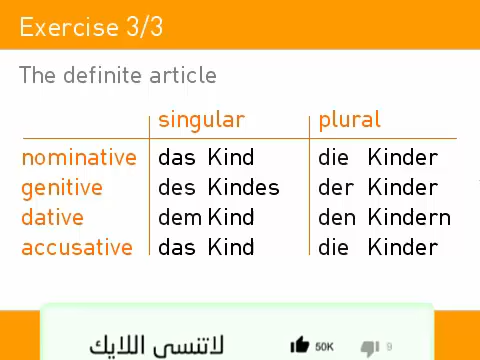 Exercise 3/3
The definite article
singular plural
nominative das Kind die Kinder
genitive des Kindes der Kinder
dative dem Kind den Kindern
accusative das Kind die Kinder
لاتنسى اللايك 50K 9